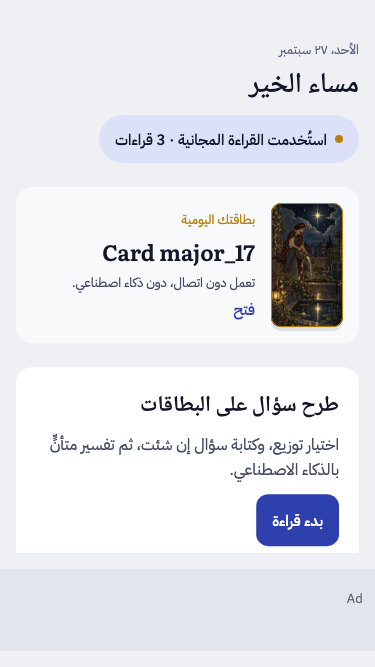 الأحد، ٢٧ سبتمبر
مساء الخير
استُخدمت القراءة المجانية · 3 قراءات
بطاقتك اليومية
Card major_17
تعمل دون اتصال، دون ذكاء اصطناعي.
فتح
طرح سؤال على البطاقات
اختيار توزيع، وكتابة سؤال إن شئت، ثم تفسير متأنٍّ
بالذكاء الاصطناعي.
بدء قراءة
Ad